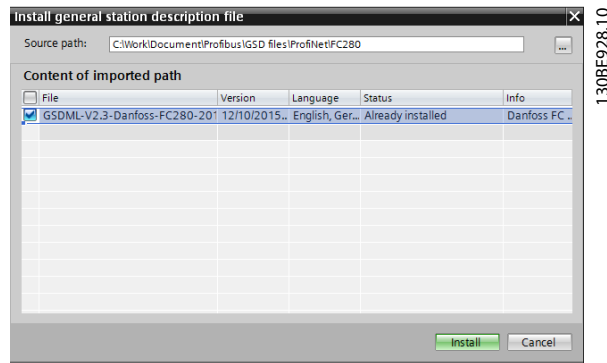 Install general station description file
Source path: C:\Work\Document\Profibus\GSD files\ProfiNet\FC280 ...
Content of imported path
File Version Language Status Info
GSDML-V2.3-Danfoss-FC280-201 12/10/2015.. English, Ger... Already installed Danfoss FC ..
Install Cancel
130BE928.10